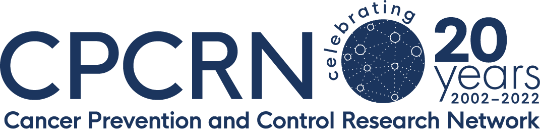 CPCRN
celebrating
20
years
2002–2022
Cancer Prevention and Control Research Network